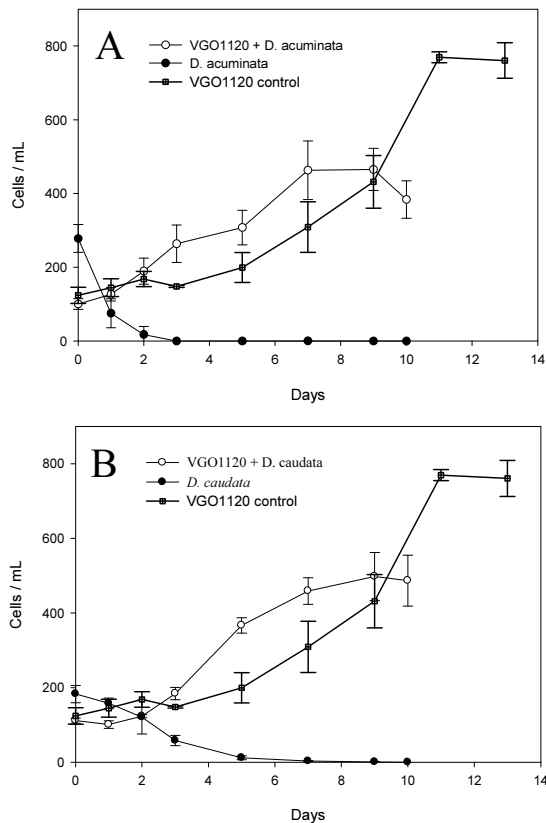 A
VGO1120 + D. acuminata
D. acuminata
VGO1120 control
Cells / mL
800
600
400
200
0
0 2 4 6 8 10 12 14
Days
B
VGO1120 + D. caudata
D. caudata
VGO1120 control
Cells / mL
800
600
400
200
0
0 2 4 6 8 10 12 14
Days